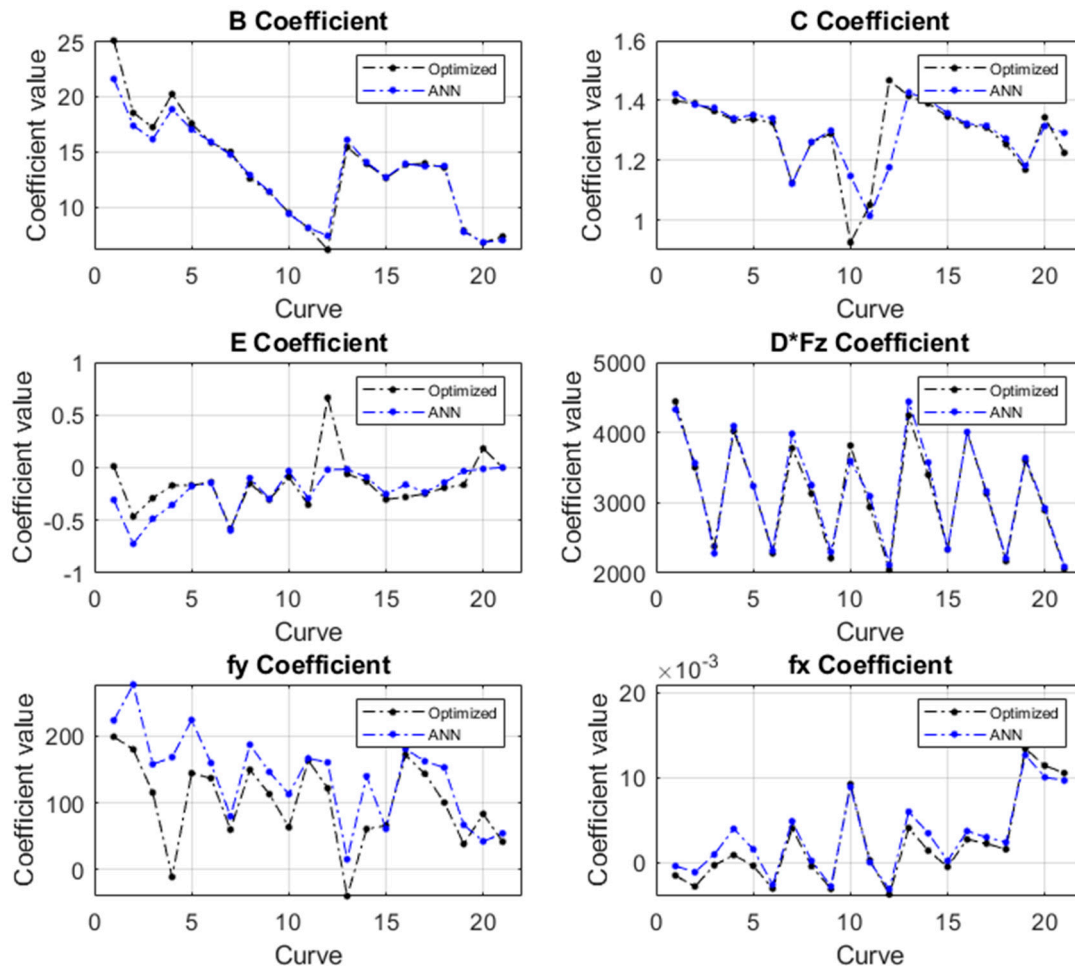 B Coefficient
Coefficient value
25
20
15
10
0 5 10 15 20
Curve
Optimized
ANN
C Coefficient
Coefficient value
1.6
1.4
1.2
1
0 5 10 15 20
Curve
Optimized
ANN
E Coefficient
Coefficient value
1
0.5
0
-0.5
-1
0 5 10 15 20
Curve
Optimized
ANN
D*Fz Coefficient
Coefficient value
5000
4000
3000
2000
0 5 10 15 20
Curve
Optimized
ANN
fy Coefficient
Coefficient value
200
100
0
0 5 10 15 20
Curve
Optimized
ANN
fx Coefficient
×10⁻³
Coefficient value
20
10
0
0 5 10 15 20
Curve
Optimized
ANN